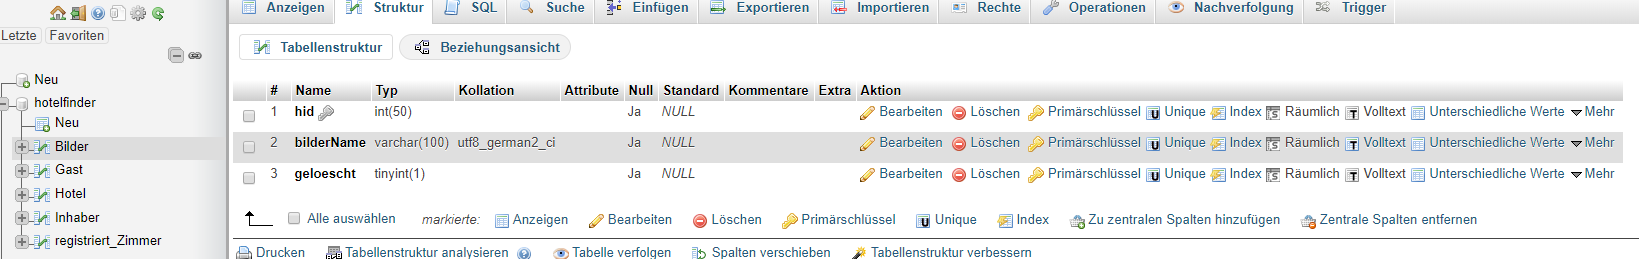 Anzeigen Struktur SQL Suche Einfügen Exportieren Importieren Rechte Operationen Nachverfolgung Trigger
Letzte Favoriten
Neu
hotelfinder
Neu
Bilder
Gast
Hotel
Inhaber
registriert_Zimmer
Tabellenstruktur Beziehungsansicht
# Name Typ Kollation Attribute Null Standard Kommentare Extra Aktion
1 hid int(50) Ja NULL Bearbeiten Löschen Primärschlüssel Unique Index Räumlich Volltext Unterschiedliche Werte Mehr
2 bilderName varchar(100) utf8_german2_ci Ja NULL Bearbeiten Löschen Primärschlüssel Unique Index Räumlich Volltext Unterschiedliche Werte Mehr
3 geloescht tinyint(1) Ja NULL Bearbeiten Löschen Primärschlüssel Unique Index Räumlich Volltext Unterschiedliche Werte Mehr
Alle auswählen markierte: Anzeigen Bearbeiten Löschen Primärschlüssel Unique Index Zu zentralen Spalten hinzufügen Zentrale Spalten entfernen
Drucken Tabellenstruktur analysieren Tabelle verfolgen Spalten verschieben Tabellenstruktur verbessern